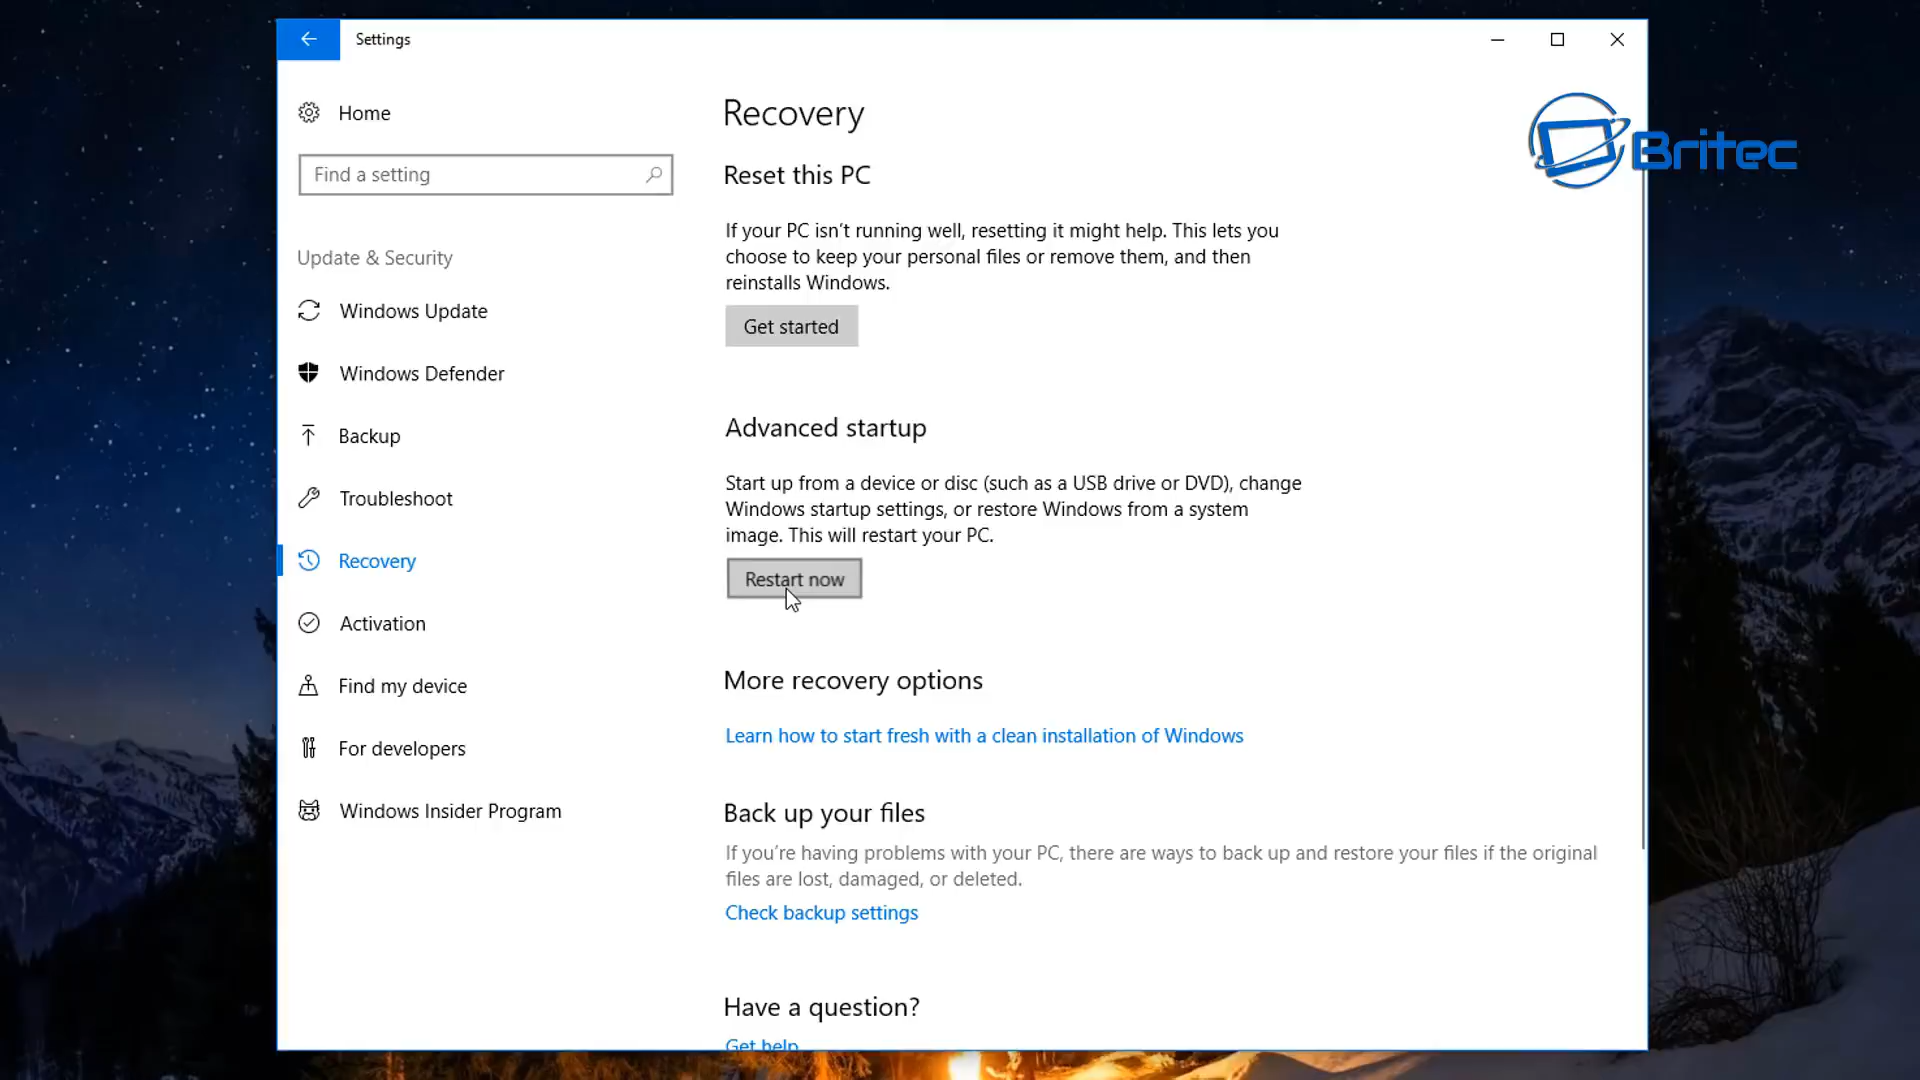 Settings
Home
Find a setting
Update & Security
Windows Update
Windows Defender
Backup
Troubleshoot
Recovery
Activation
Find my device
For developers
Windows Insider Program
Recovery
Reset this PC
If your PC isn't running well, resetting it might help. This lets you
choose to keep your personal files or remove them, and then
reinstalls Windows.
Get started
Advanced startup
Start up from a device or disc (such as a USB drive or DVD), change
Windows startup settings, or restore Windows from a system
image. This will restart your PC.
Restart now
More recovery options
Learn how to start fresh with a clean installation of Windows
Back up your files
If you're having problems with your PC, there are ways to back up and restore your files if the original
files are lost, damaged, or deleted.
Check backup settings
Have a question?
Get help
Britec